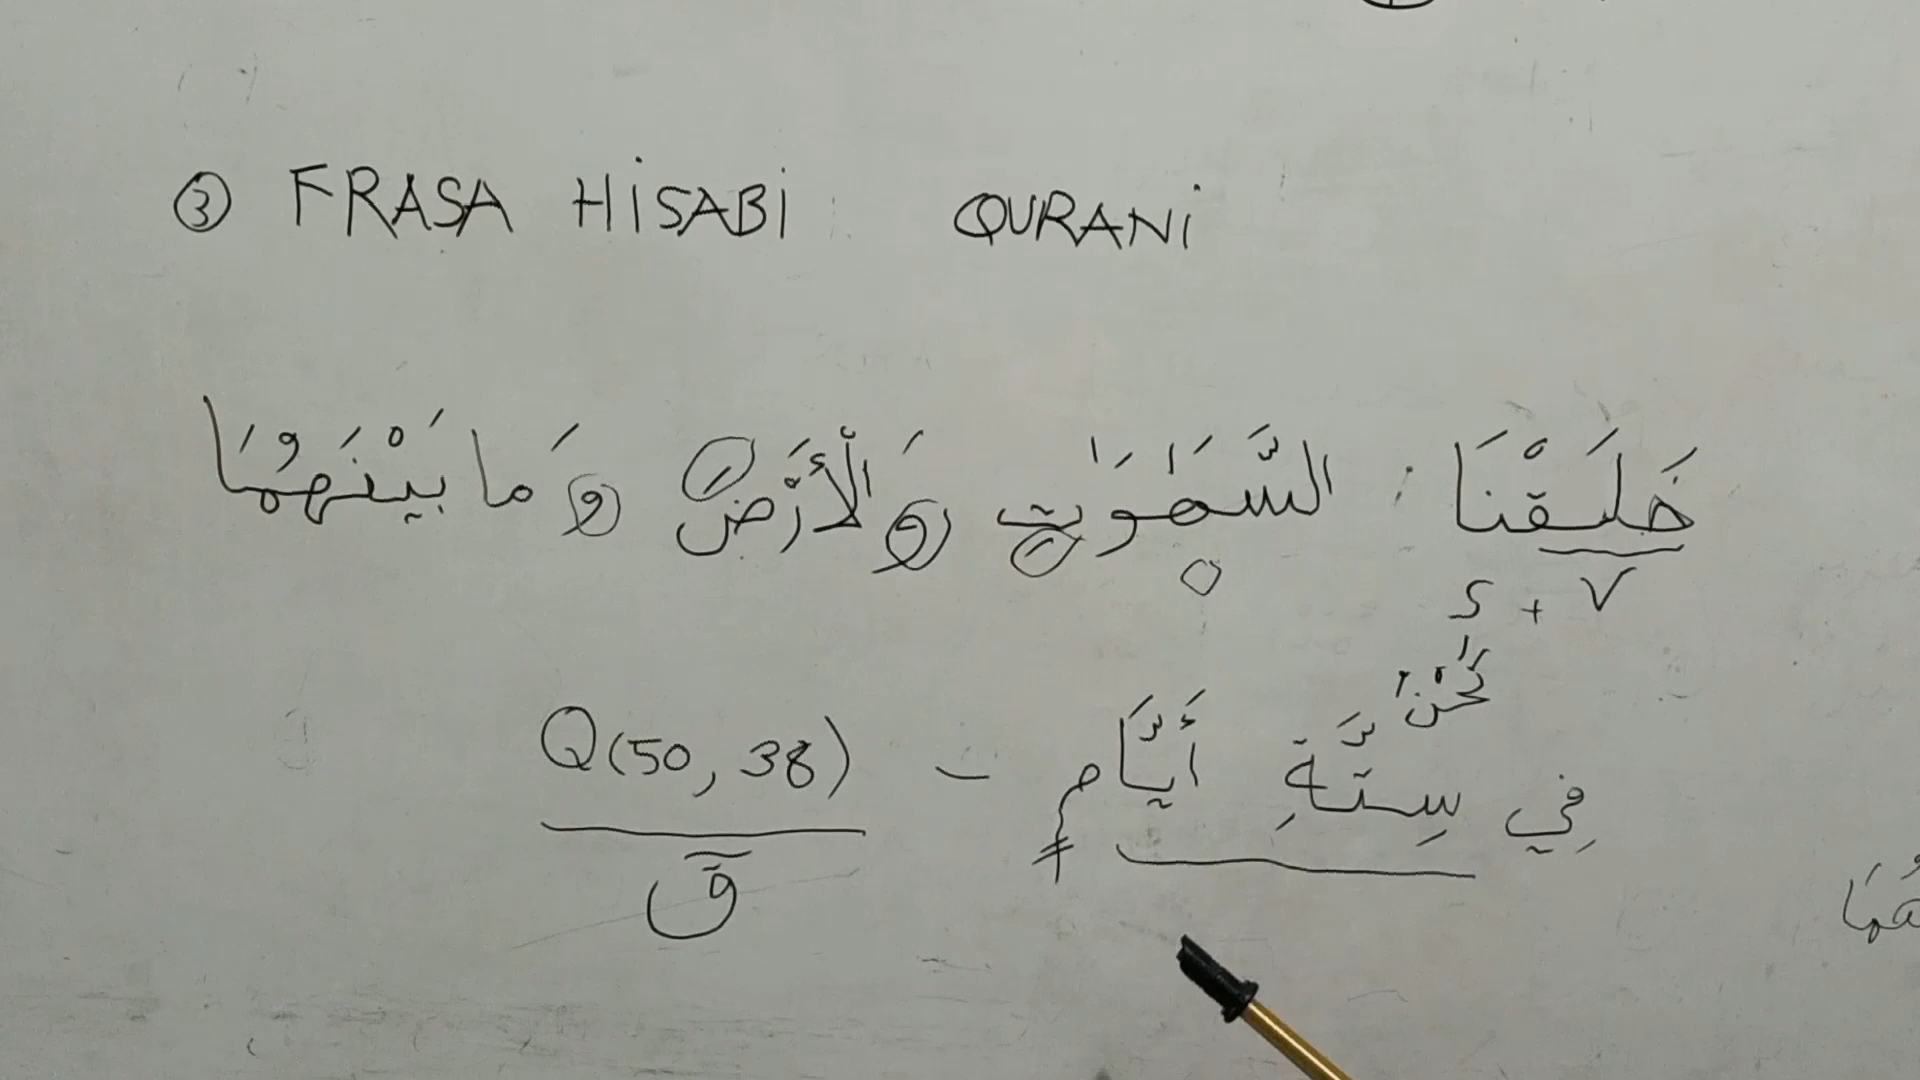 ③ FRASA HiSABi QURANi
خَلَقْنَا : السَّمٰوٰتِ وَالْأَرْضَ وَمَا بَيْنَهُمَا
S + V
O
نَحْنُ
فِي سِتَّةِ أَيَّامٍ - Q(50, 38)
قٓ